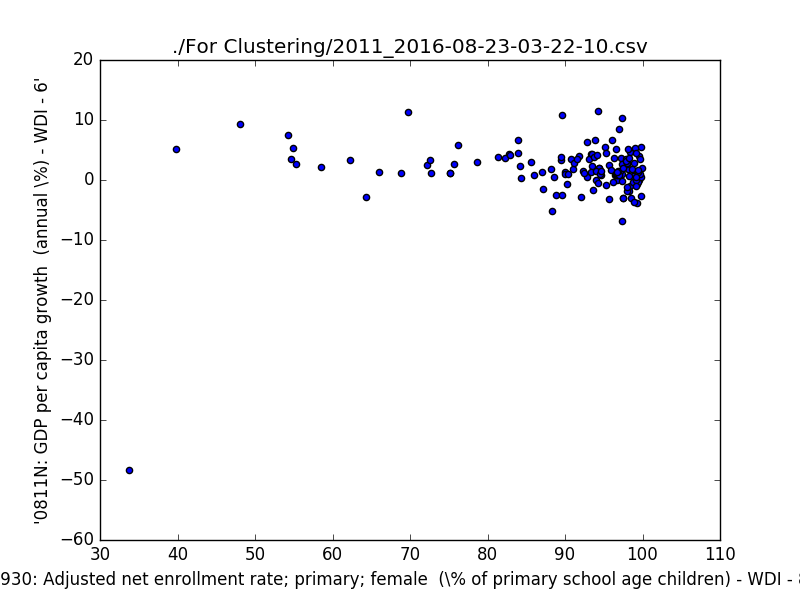 ./For Clustering/2011_2016-08-23-03-22-10.csv
20
10
0
−10
−20
−30
−40
−50
−60
'0811N: GDP per capita growth  (annual \%) - WDI - 6'
30 40 50 60 70 80 90 100 110
930: Adjusted net enrollment rate; primary; female  (\% of primary school age children) - WDI -